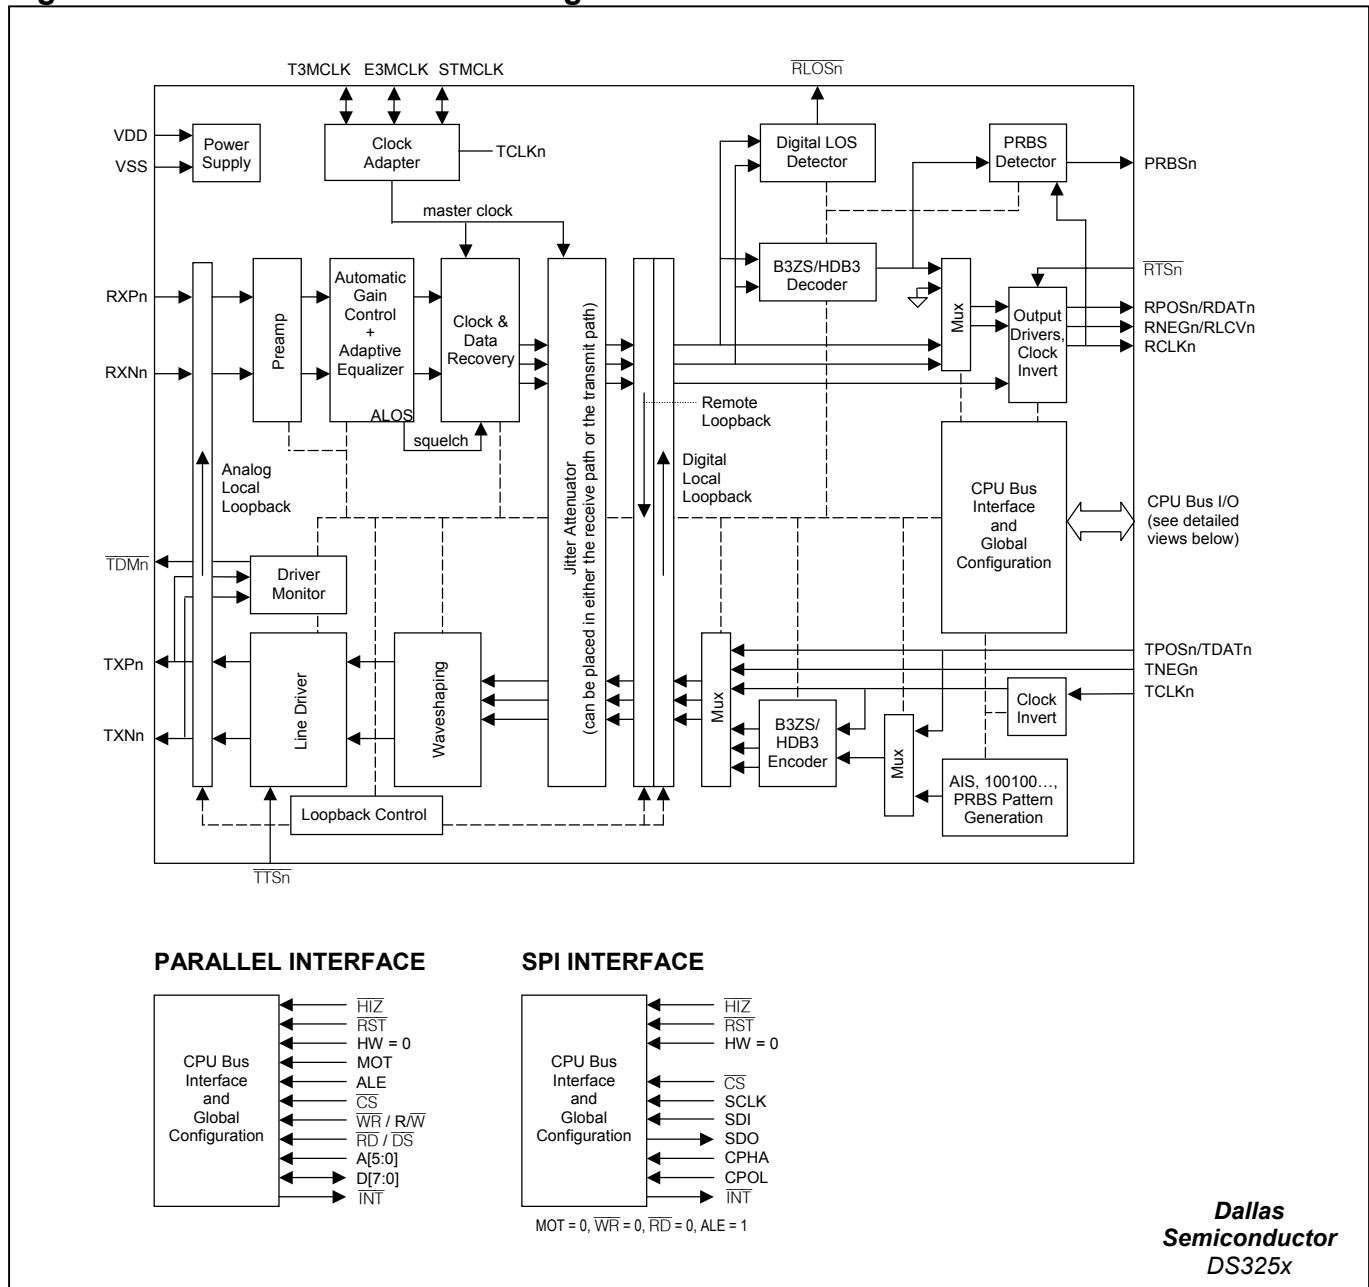 T3MCLK E3MCLK STMCLK
RLOSn
VDD
VSS
Power
Supply
Clock
Adapter
TCLKn
Digital LOS
Detector
PRBS
Detector
PRBSn
master clock
RXPn
RXNn
Preamp
Automatic
Gain
Control
+
Adaptive
Equalizer
ALOS
squelch
Clock &
Data
Recovery
Jitter Attenuator
(can be placed in either the receive path or the transmit path)
B3ZS/HDB3
Decoder
Mux
RTSn
Output
Drivers,
Clock
Invert
RPOSn/RDATn
RNEGn/RLCVn
RCLKn
Remote
Loopback
Analog
Local
Loopback
Digital
Local
Loopback
CPU Bus
Interface
and
Global
Configuration
CPU Bus I/O
(see detailed
views below)
TDMn
Driver
Monitor
TXPn
TXNn
Line Driver
Waveshaping
Mux
B3ZS/
HDB3
Encoder
Mux
Clock
Invert
TPOSn/TDATn
TNEGn
TCLKn
AIS, 100100…,
PRBS Pattern
Generation
Loopback Control
TTSn
PARALLEL INTERFACE
CPU Bus
Interface
and
Global
Configuration
HIZ
RST
HW = 0
MOT
ALE
CS
WR / R/W
RD / DS
A[5:0]
D[7:0]
INT
SPI INTERFACE
CPU Bus
Interface
and
Global
Configuration
HIZ
RST
HW = 0
CS
SCLK
SDI
SDO
CPHA
CPOL
INT
MOT = 0, WR = 0, RD = 0, ALE = 1
Dallas
Semiconductor
DS325x